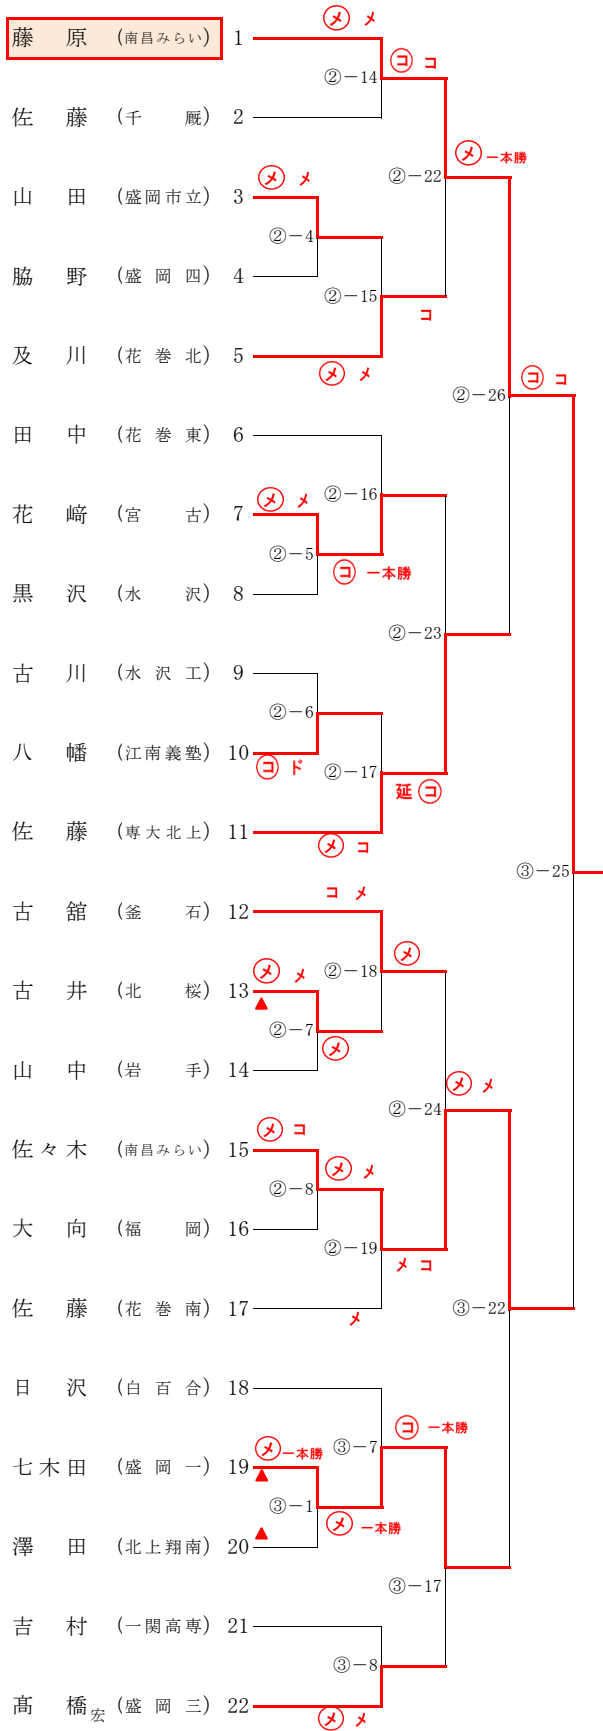 ㋱ メ
藤原 (南昌みらい) 1
②－14 ㋙ コ
佐藤 (千厩) 2
㋱ 一本勝
㋱ メ ②－22
山田 (盛岡市立) 3
②－4
脇野 (盛岡四) 4
②－15
コ
及川 (花巻北) 5
㋱ メ ㋙ コ
②－26
田中 (花巻東) 6
㋱ メ ②－16
花﨑 (宮古) 7
②－5
㋙ 一本勝
黒沢 (水沢) 8
②－23
古川 (水沢工) 9
②－6
八幡 (江南義塾) 10
㋙ ド ②－17
延 ㋙
佐藤 (専大北上) 11
㋱ コ
③－25
コ メ
古舘 (釜石) 12
㋱
㋱ メ ②－18
古井 (北桜) 13
▲
②－7
㋱
山中 (岩手) 14
㋱ メ
②－24
㋱ コ
佐々木 (南昌みらい) 15
㋱ メ
②－8
大向 (福岡) 16
②－19
メ コ
佐藤 (花巻南) 17
メ ③－22
日沢 (白百合) 18
㋙ 一本勝
㋱ 一本勝 ③－7
七木田 (盛岡一) 19
▲
③－1
㋱ 一本勝
▲
澤田 (北上翔南) 20
③－17
吉村 (一関高専) 21
③－8
髙橋宏 (盛岡三) 22
㋱ メ